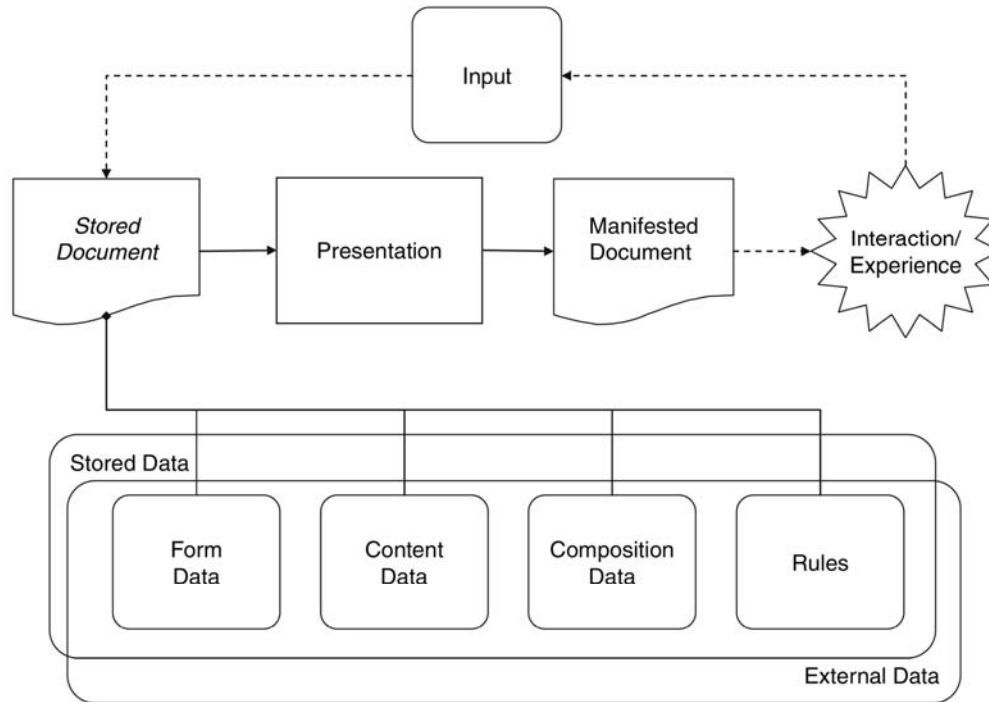 Input
Stored
Document
Presentation
Manifested
Document
Interaction/
Experience
Stored Data
Form
Data
Content
Data
Composition
Data
Rules
External Data